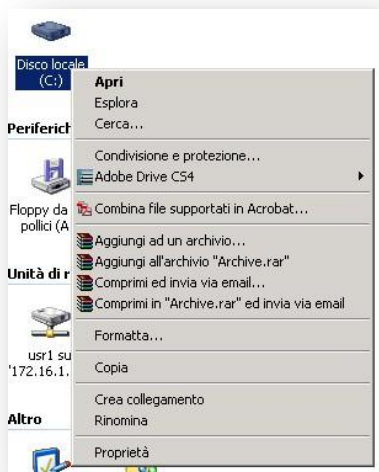 Disco locale
(C:)
Apri
Esplora
Cerca...
Periferich
Condivisione e protezione...
Adobe Drive CS4
Floppy da
pollici (A
Combina file supportati in Acrobat...
Aggiungi ad un archivio...
Aggiungi all'archivio "Archive.rar"
Unità di r
Comprimi ed invia via email...
Comprimi in "Archive.rar" ed invia via email
Formatta...
usr1 su
'172.16.1.
Copia
Crea collegamento
Altro
Rinomina
Proprietà